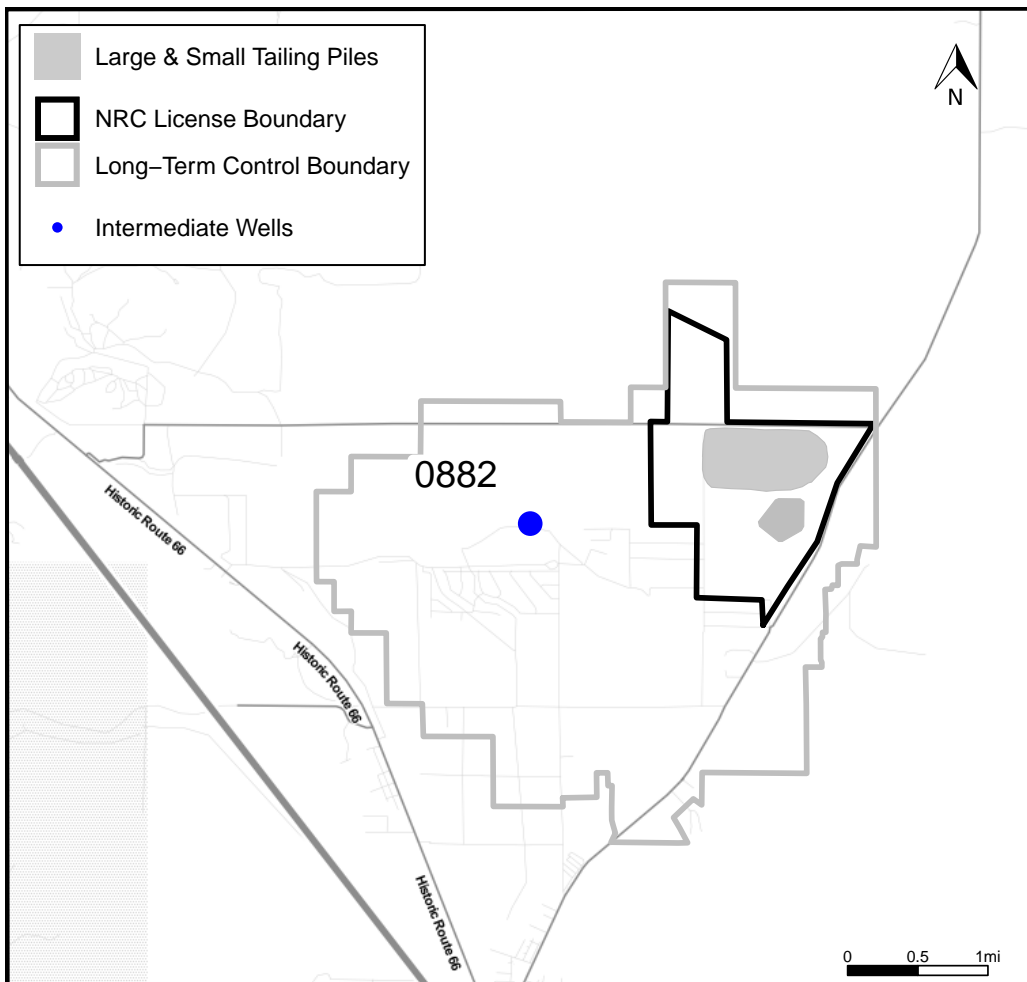 Large & Small Tailing Piles
NRC License Boundary
Long−Term Control Boundary
Intermediate Wells
N
0882
Historic Route 66
Historic Route 66
Historic Route 66
0 0.5 1mi